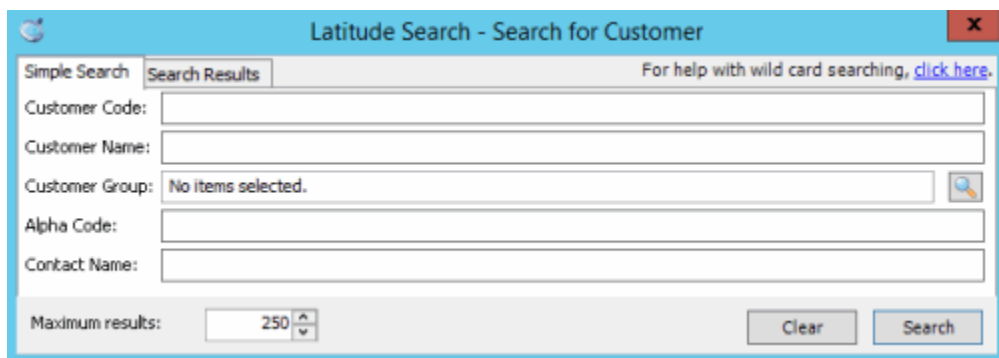 Latitude Search - Search for Customer
x
Simple Search Search Results For help with wild card searching, click here.
Customer Code:
Customer Name:
Customer Group: No items selected.
Alpha Code:
Contact Name:
Maximum results: 250 Clear Search